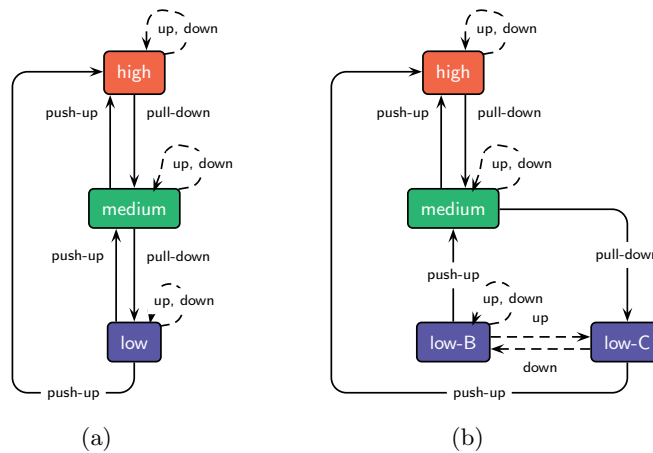 up, down
high
push-up
pull-down
up, down
medium
push-up
pull-down
up, down
low
push-up
(a)
up, down
high
push-up
pull-down
up, down
medium
pull-down
push-up
up, down
up
low-B
low-C
down
push-up
(b)